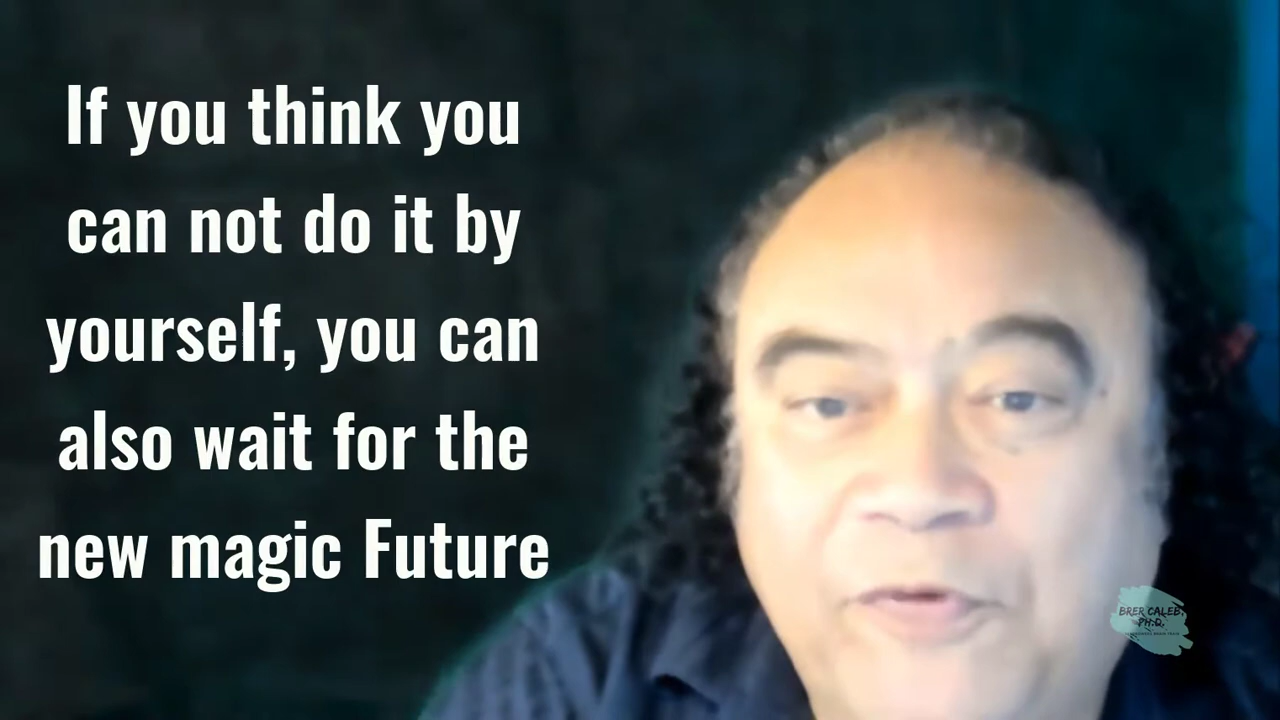 If you think you
can not do it by
yourself, you can
also wait for the
new magic Future
BRER CALEB,
PH.D.